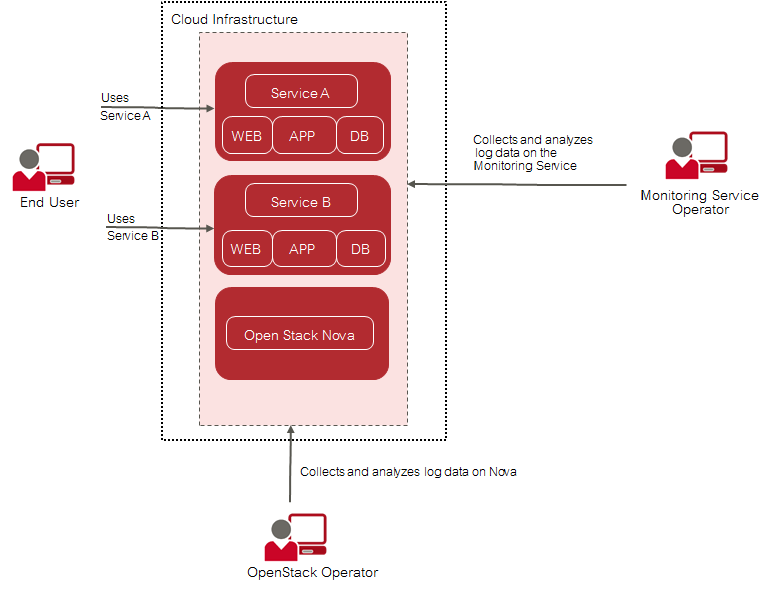 Cloud Infrastructure
Uses
Service A
Service A
WEB APP DB
Collects and analyzes
log data on the
Monitoring Service
End User
Monitoring Service
Operator
Uses
Service B
Service B
WEB APP DB
Open Stack Nova
Collects and analyzes log data on Nova
OpenStack Operator